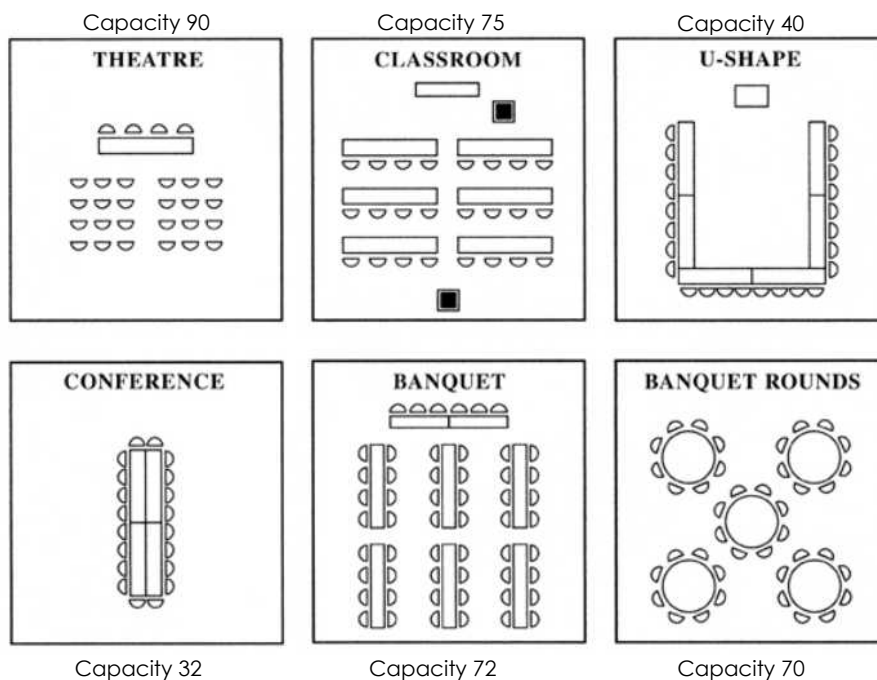 Capacity 90
Capacity 75
Capacity 40
THEATRE
CLASSROOM
U-SHAPE
CONFERENCE
BANQUET
BANQUET ROUNDS
Capacity 32
Capacity 72
Capacity 70